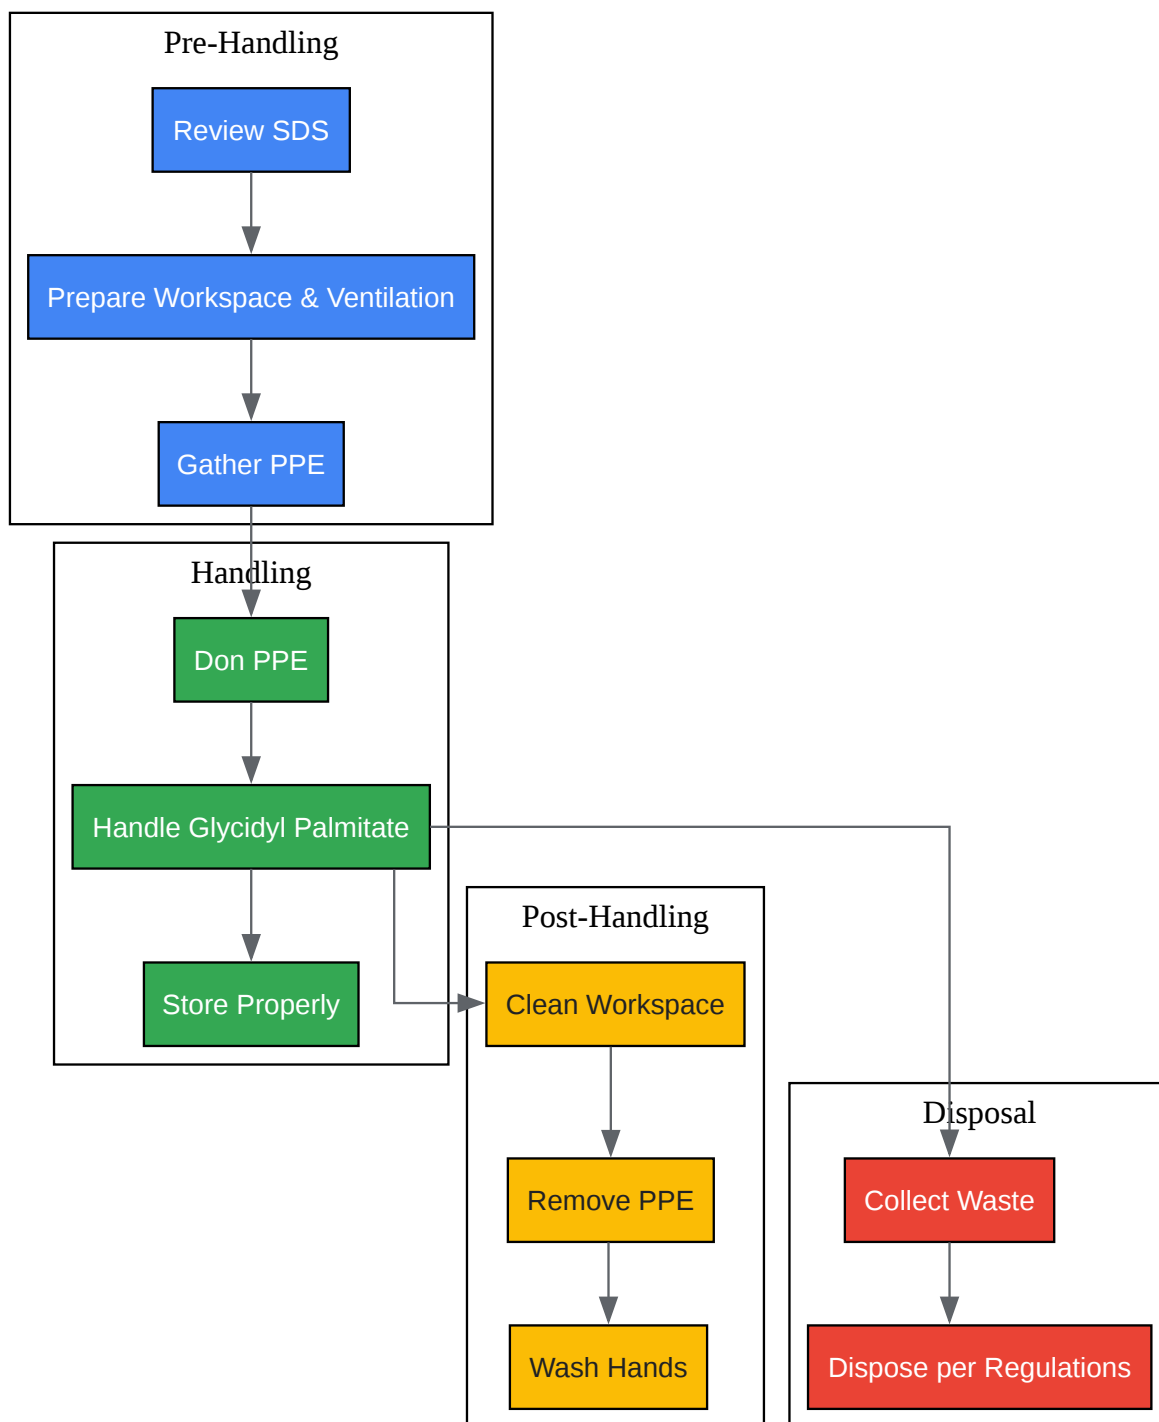 Pre-Handling
Review SDS
Prepare Workspace & Ventilation
Gather PPE
Handling
Don PPE
Handle Glycidyl Palmitate
Store Properly
Post-Handling
Clean Workspace
Remove PPE
Wash Hands
Disposal
Collect Waste
Dispose per Regulations